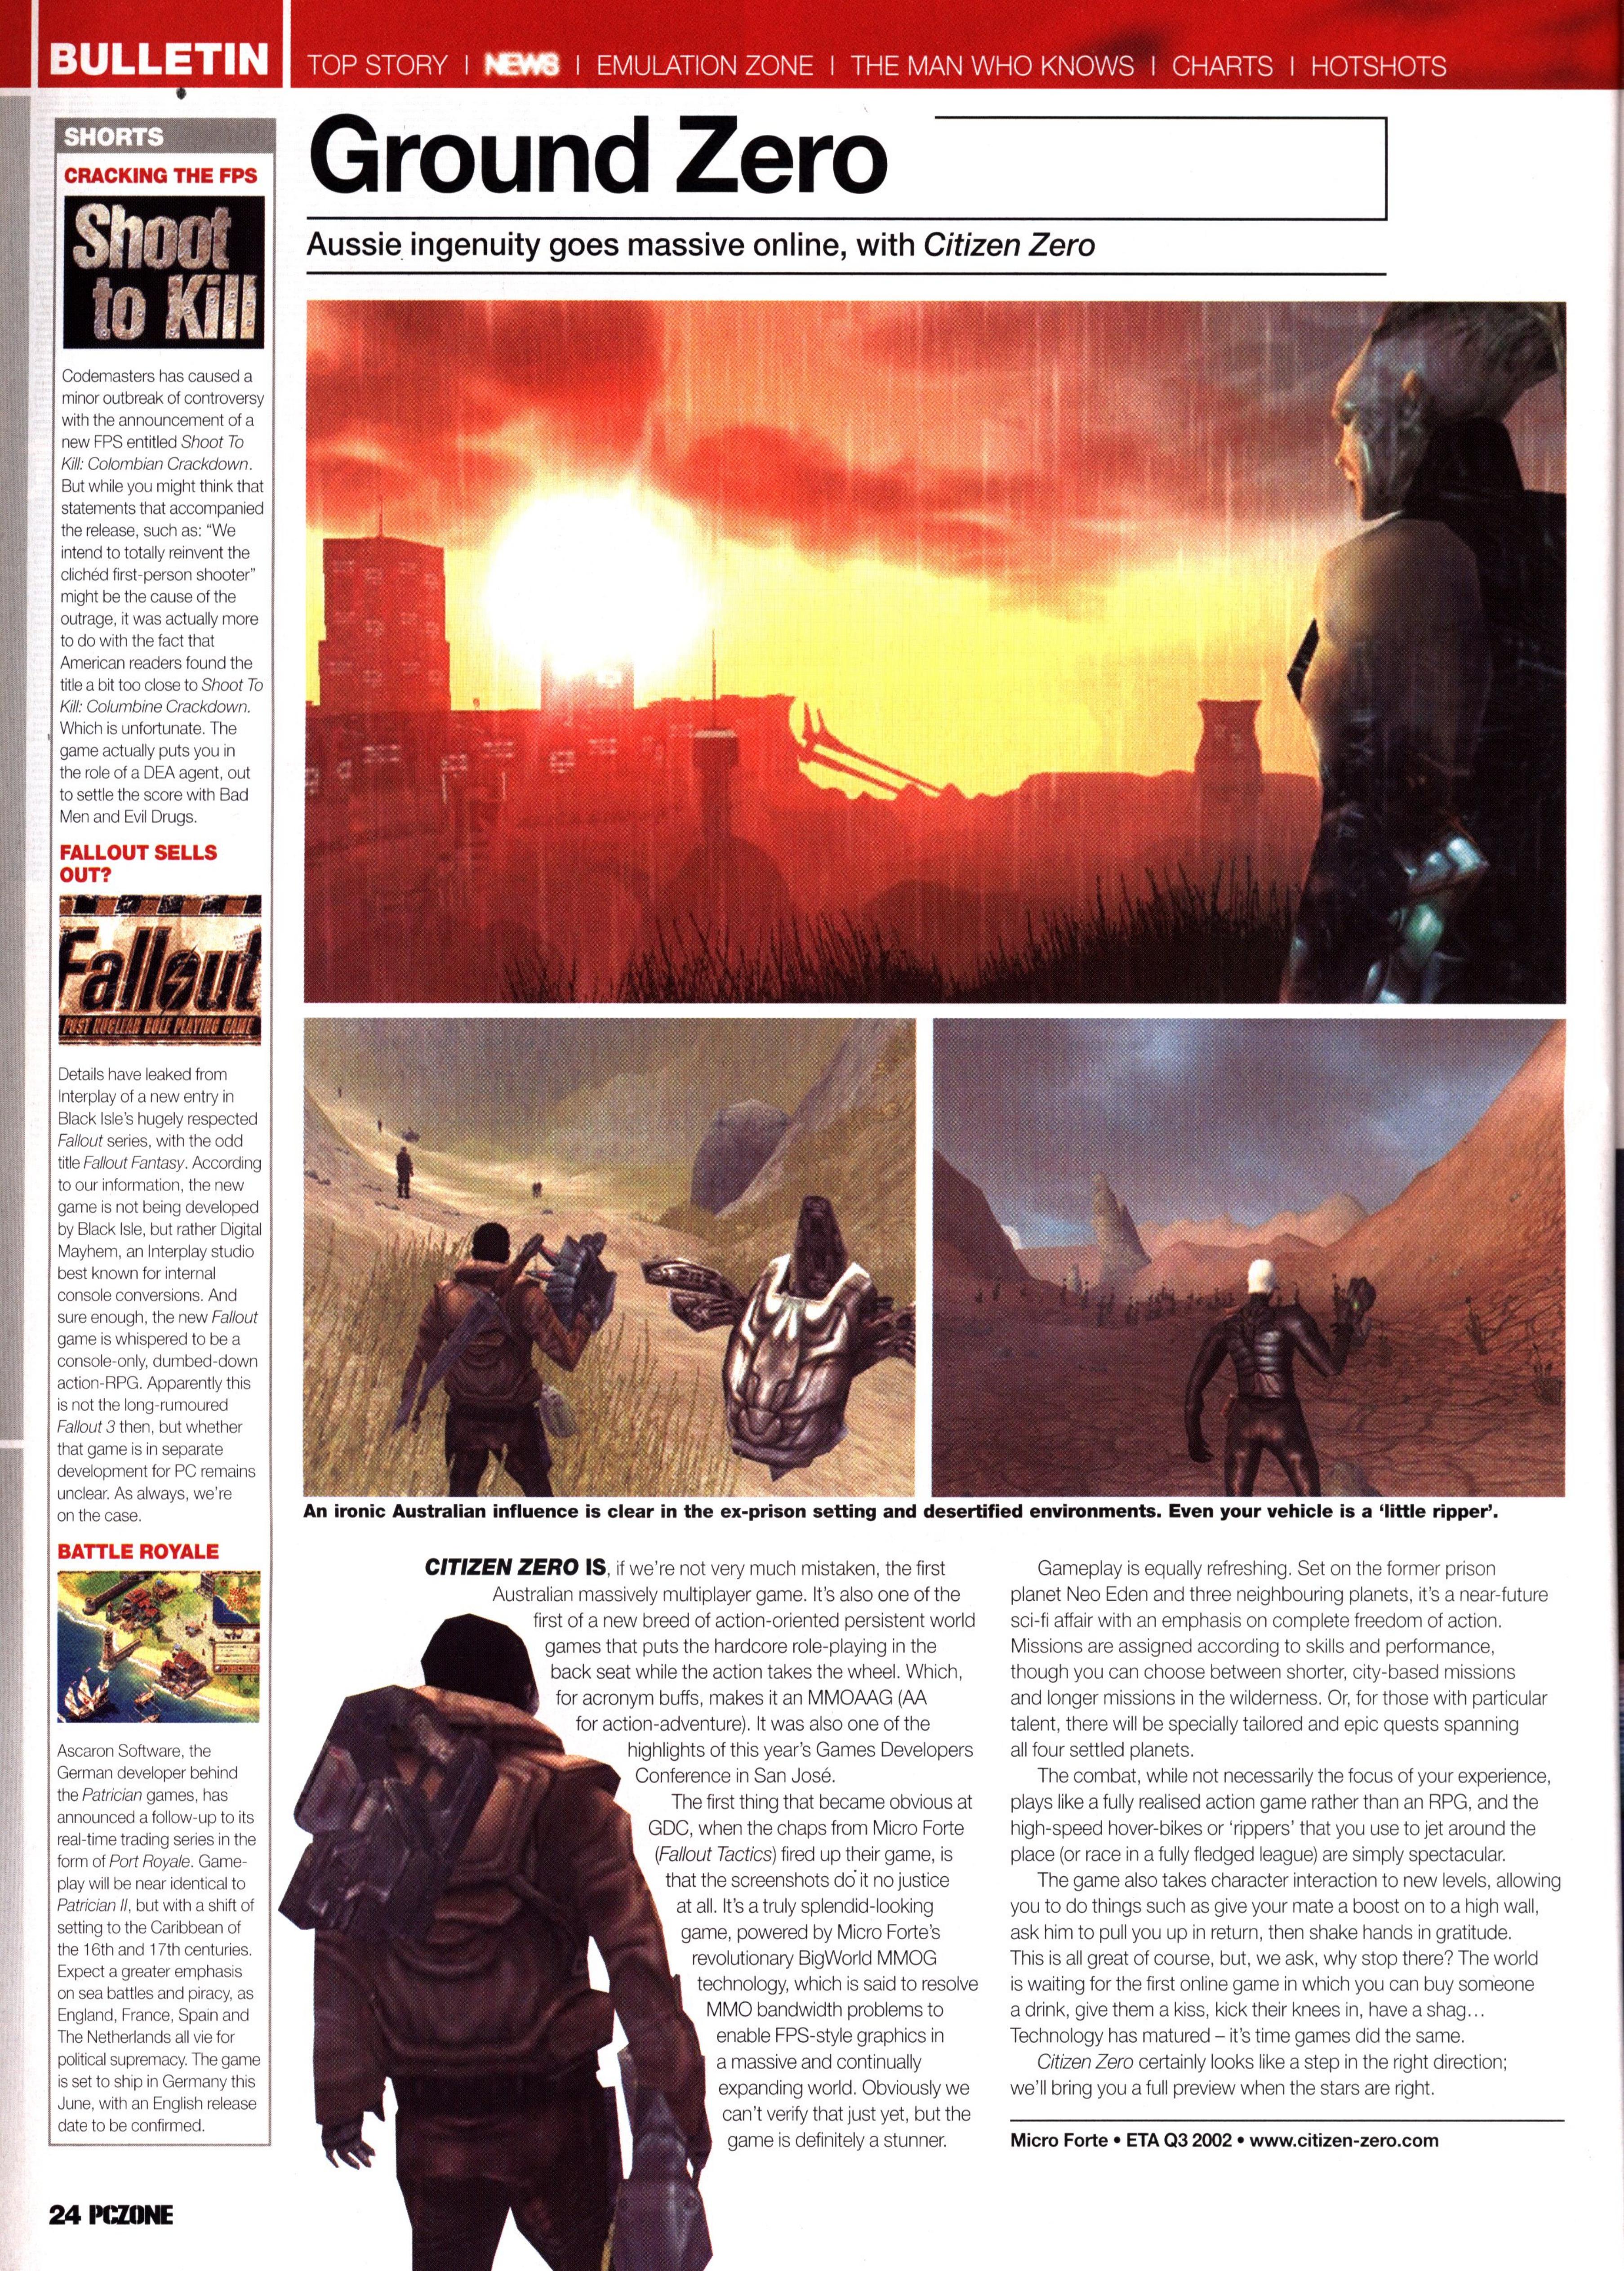 BULLETIN
TOP STORY | NEWS | EMULATION ZONE | THE MAN WHO KNOWS | CHARTS | HOTSHOTS
SHORTS
CRACKING THE FPS
Shoot
to Kill
Codemasters has caused a
minor outbreak of controversy
with the announcement of a
new FPS entitled Shoot To
Kill: Colombian Crackdown.
But while you might think that
statements that accompanied
the release, such as: “We
intend to totally reinvent the
clichéd first-person shooter”
might be the cause of the
outrage, it was actually more
to do with the fact that
American readers found the
title a bit too close to Shoot To
Kill: Columbine Crackdown.
Which is unfortunate. The
game actually puts you in
the role of a DEA agent, out
to settle the score with Bad
Men and Evil Drugs.
FALLOUT SELLS
OUT?
Fallout
POST NUCLEAR ROLE PLAYING GAME
Details have leaked from
Interplay of a new entry in
Black Isle's hugely respected
Fallout series, with the odd
title Fallout Fantasy. According
to our information, the new
game is not being developed
by Black Isle, but rather Digital
Mayhem, an Interplay studio
best known for internal
console conversions. And
sure enough, the new Fallout
game is whispered to be a
console-only, dumbed-down
action-RPG. Apparently this
is not the long-rumoured
Fallout 3 then, but whether
that game is in separate
development for PC remains
unclear. As always, we're
on the case.
BATTLE ROYALE
Ascaron Software, the
German developer behind
the Patrician games, has
announced a follow-up to its
real-time trading series in the
form of Port Royale. Game-
play will be near identical to
Patrician II, but with a shift of
setting to the Caribbean of
the 16th and 17th centuries.
Expect a greater emphasis
on sea battles and piracy, as
England, France, Spain and
The Netherlands all vie for
political supremacy. The game
is set to ship in Germany this
June, with an English release
date to be confirmed.
Ground Zero
Aussie ingenuity goes massive online, with Citizen Zero
An ironic Australian influence is clear in the ex-prison setting and desertified environments. Even your vehicle is a ‘little ripper’.
CITIZEN ZERO IS, if we're not very much mistaken, the first
Australian massively multiplayer game. It's also one of the
first of a new breed of action-oriented persistent world
games that puts the hardcore role-playing in the
back seat while the action takes the wheel. Which,
for acronym buffs, makes it an MMOAAG (AA
for action-adventure). It was also one of the
highlights of this year's Games Developers
Conference in San José.
The first thing that became obvious at
GDC, when the chaps from Micro Forte
(Fallout Tactics) fired up their game, is
that the screenshots do it no justice
at all. It's a truly splendid-looking
game, powered by Micro Forte's
revolutionary BigWorld MMOG
technology, which is said to resolve
MMO bandwidth problems to
enable FPS-style graphics in
a massive and continually
expanding world. Obviously we
can't verify that just yet, but the
game is definitely a stunner.
Gameplay is equally refreshing. Set on the former prison
planet Neo Eden and three neighbouring planets, it's a near-future
sci-fi affair with an emphasis on complete freedom of action.
Missions are assigned according to skills and performance,
though you can choose between shorter, city-based missions
and longer missions in the wilderness. Or, for those with particular
talent, there will be specially tailored and epic quests spanning
all four settled planets.
The combat, while not necessarily the focus of your experience,
plays like a fully realised action game rather than an RPG, and the
high-speed hover-bikes or ‘rippers’ that you use to jet around the
place (or race in a fully fledged league) are simply spectacular.
The game also takes character interaction to new levels, allowing
you to do things such as give your mate a boost on to a high wall,
ask him to pull you up in return, then shake hands in gratitude.
This is all great of course, but, we ask, why stop there? The world
is waiting for the first online game in which you can buy someone
a drink, give them a kiss, kick their knees in, have a shag...
Technology has matured – it's time games did the same.
Citizen Zero certainly looks like a step in the right direction;
we'll bring you a full preview when the stars are right.
Micro Forte • ETA Q3 2002 • www.citizen-zero.com
24 PCZONE